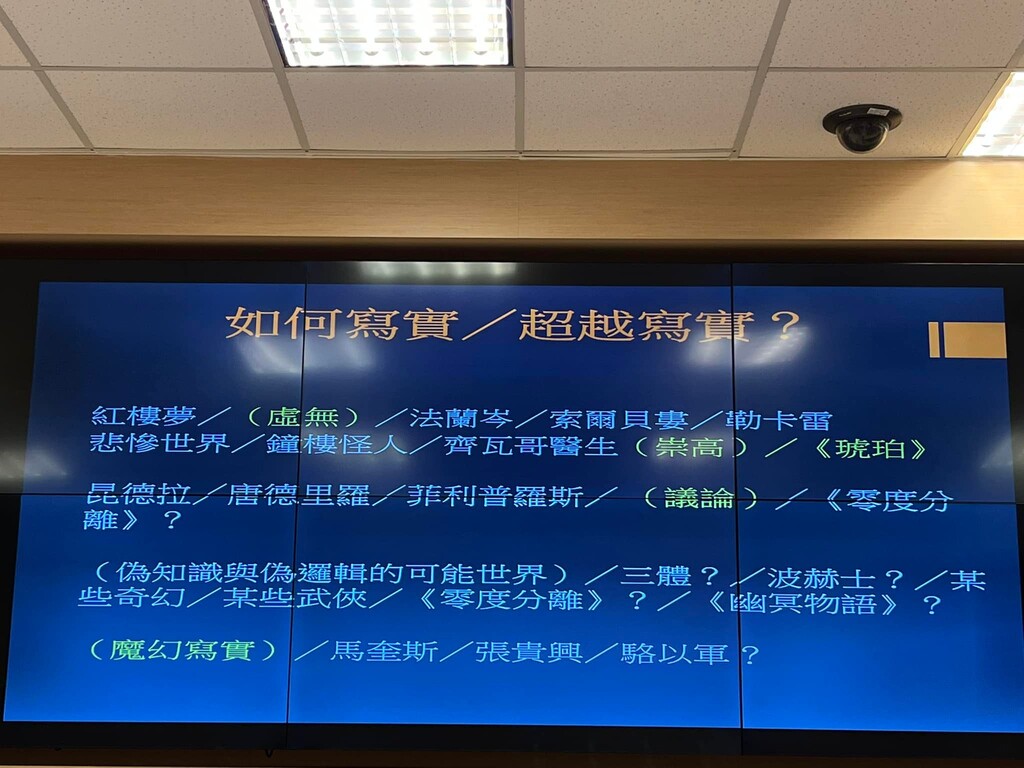 如何寫實／超越寫實？
紅樓夢／（虛無）／法蘭岑／索爾貝婁／勒卡雷
悲慘世界／鐘樓怪人／齊瓦哥醫生（崇高）／《琥珀》
昆德拉／唐德里羅／菲利普羅斯／（議論）／《零度分
離》？
（偽知識與偽邏輯的可能世界）／三體？／波赫士？／某
些奇幻／某些武俠／《零度分離》？／《幽冥物語》？
（魔幻寫實）／馬奎斯／張貴興／駱以軍？